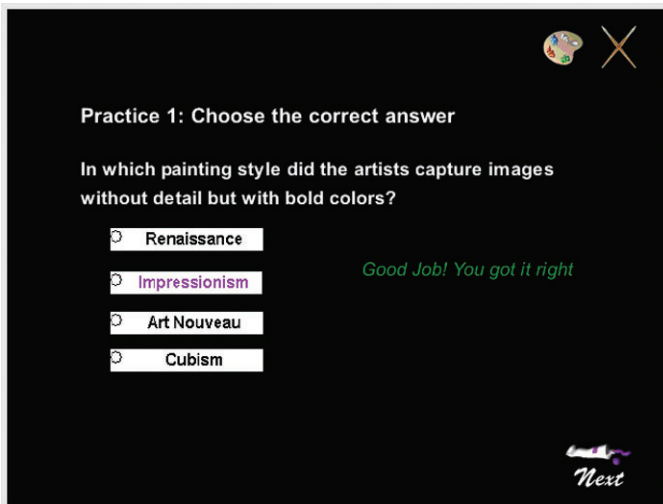 Practice 1: Choose the correct answer
In which painting style did the artists capture images
without detail but with bold colors?
Renaissance
Impressionism
Good Job! You got it right
Art Nouveau
Cubism
Next